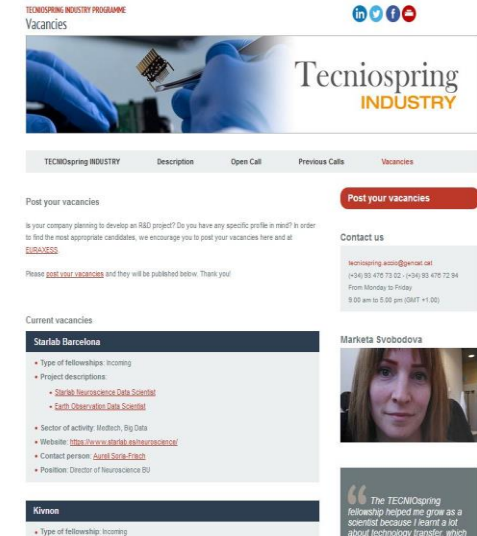 TECNIOSPRING INDUSTRY PROGRAMME
Vacancies
Tecniospring
INDUSTRY
TECNIOspring INDUSTRY
Description
Open Call
Previous Calls
Vacancies
Post your vacancies
Is your company planning to develop an R&D project? Do you have any specific profile in mind? In order
to find the most appropriate candidates, we encourage you to post your vacancies here and at
EURAXESS.
Please post your vacancies and they will be published below. Thank you!
Current vacancies
Starlab Barcelona
Type of fellowships: Incoming
Project descriptions:
Starlab Neuroscience Data Scientist
Earth Observation Data Scientist
Sector of activity: Medtech, Big Data
Website: https://www.starlab.es/neuroscience/
Contact person: Aureli Soria-Frisch
Position: Director of Neuroscience BU
Kivnon
Type of fellowship: Incoming
Post your vacancies
Contact us
tecniospring.accio@gencat.cat
(+34) 93 476 73 02 - (+34) 93 476 72 94
From Monday to Friday
9.00 am to 5.00 pm (GMT +1.00)
Marketa Svobodova
The TECNIOspring
fellowship helped me grow as a
scientist because I learnt a lot
about technology transfer, which